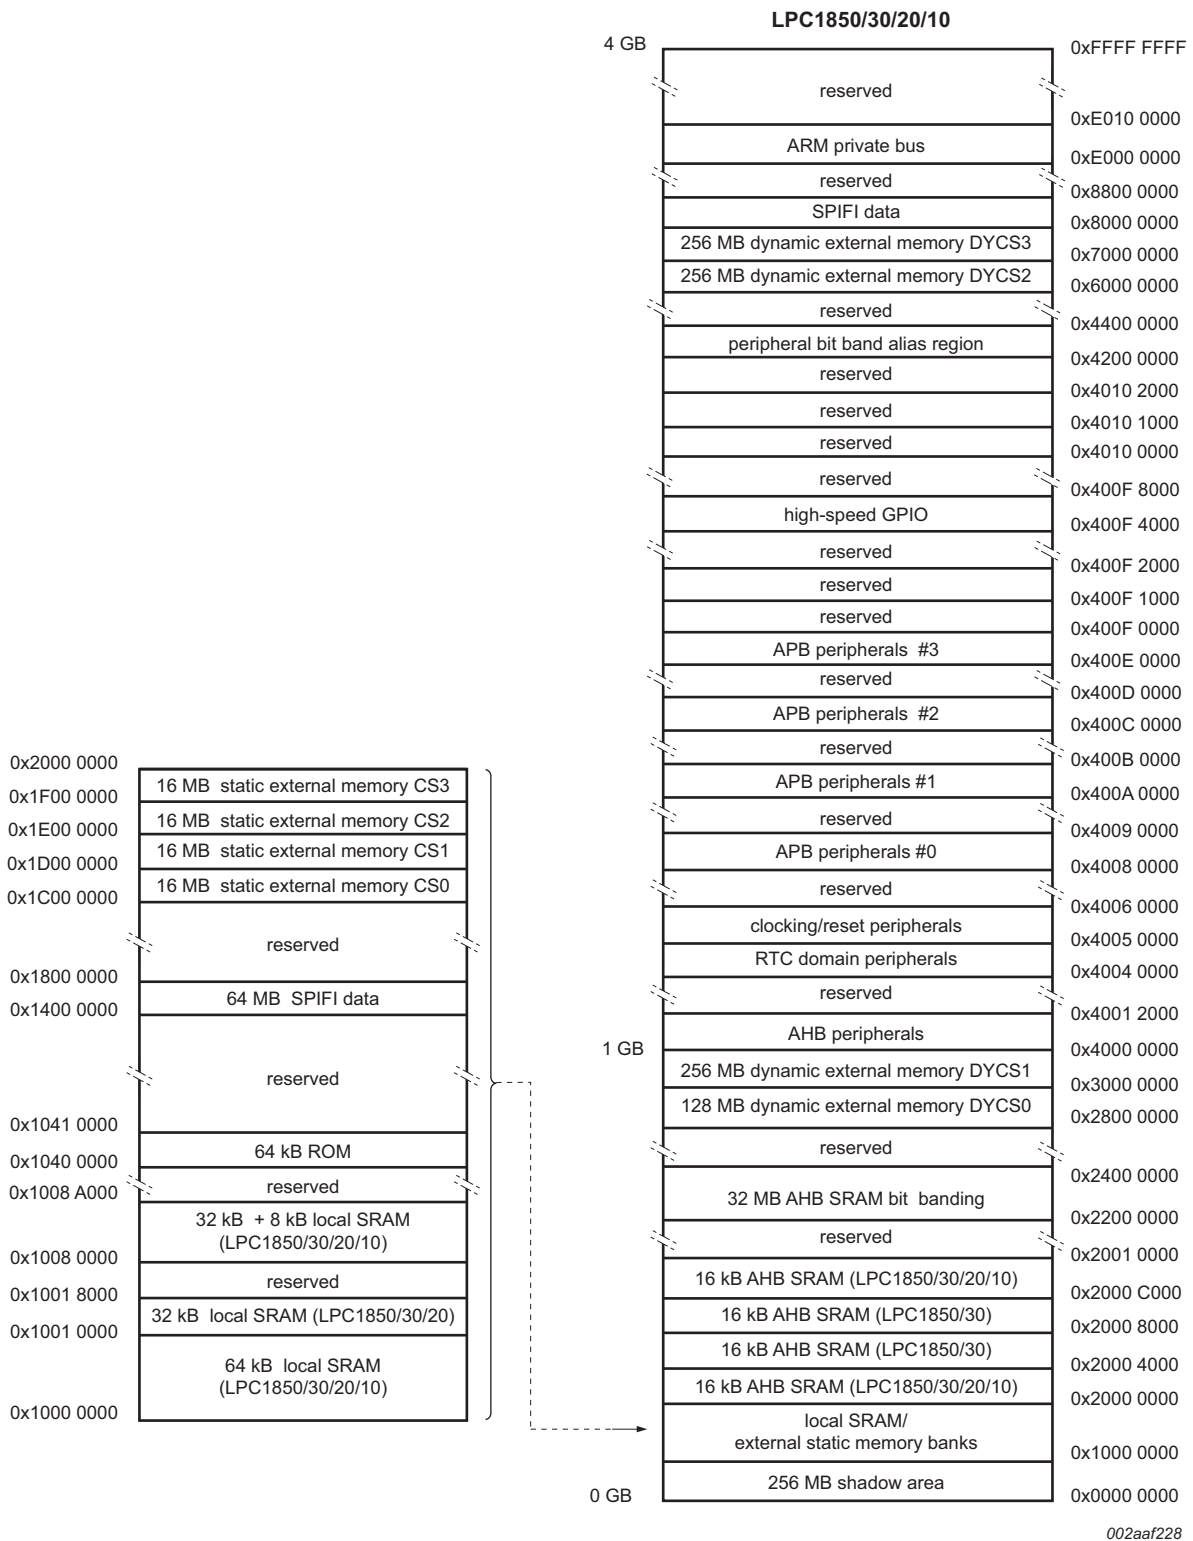 LPC1850/30/20/10
4 GB
0xFFFF FFFF
reserved
0xE010 0000
ARM private bus
0xE000 0000
reserved
0x8800 0000
SPIFI data
0x8000 0000
256 MB dynamic external memory DYCS3
0x7000 0000
256 MB dynamic external memory DYCS2
0x6000 0000
reserved
0x4400 0000
peripheral bit band alias region
0x4200 0000
reserved
0x4010 2000
reserved
0x4010 1000
reserved
0x4010 0000
reserved
0x400F 8000
high-speed GPIO
0x400F 4000
reserved
0x400F 2000
reserved
0x400F 1000
reserved
0x400F 0000
APB peripherals #3
0x400E 0000
reserved
0x400D 0000
APB peripherals #2
0x400C 0000
reserved
0x400B 0000
APB peripherals #1
0x400A 0000
reserved
0x4009 0000
APB peripherals #0
0x4008 0000
reserved
0x4006 0000
clocking/reset peripherals
0x4005 0000
RTC domain peripherals
0x4004 0000
reserved
0x4001 2000
AHB peripherals
1 GB
0x4000 0000
256 MB dynamic external memory DYCS1
0x3000 0000
128 MB dynamic external memory DYCS0
0x2800 0000
reserved
0x2400 0000
32 MB AHB SRAM bit banding
0x2200 0000
reserved
0x2001 0000
16 kB AHB SRAM (LPC1850/30/20/10)
0x2000 C000
16 kB AHB SRAM (LPC1850/30)
0x2000 8000
16 kB AHB SRAM (LPC1850/30)
0x2000 4000
16 kB AHB SRAM (LPC1850/30/20/10)
0x2000 0000
local SRAM/
external static memory banks
0x1000 0000
256 MB shadow area
0 GB
0x0000 0000
0x2000 0000
16 MB static external memory CS3
0x1F00 0000
16 MB static external memory CS2
0x1E00 0000
16 MB static external memory CS1
0x1D00 0000
16 MB static external memory CS0
0x1C00 0000
reserved
0x1800 0000
64 MB SPIFI data
0x1400 0000
reserved
0x1041 0000
64 kB ROM
0x1040 0000
reserved
0x1008 A000
32 kB + 8 kB local SRAM
(LPC1850/30/20/10)
0x1008 0000
reserved
0x1001 8000
32 kB local SRAM (LPC1850/30/20)
0x1001 0000
64 kB local SRAM
(LPC1850/30/20/10)
0x1000 0000
002aaf228